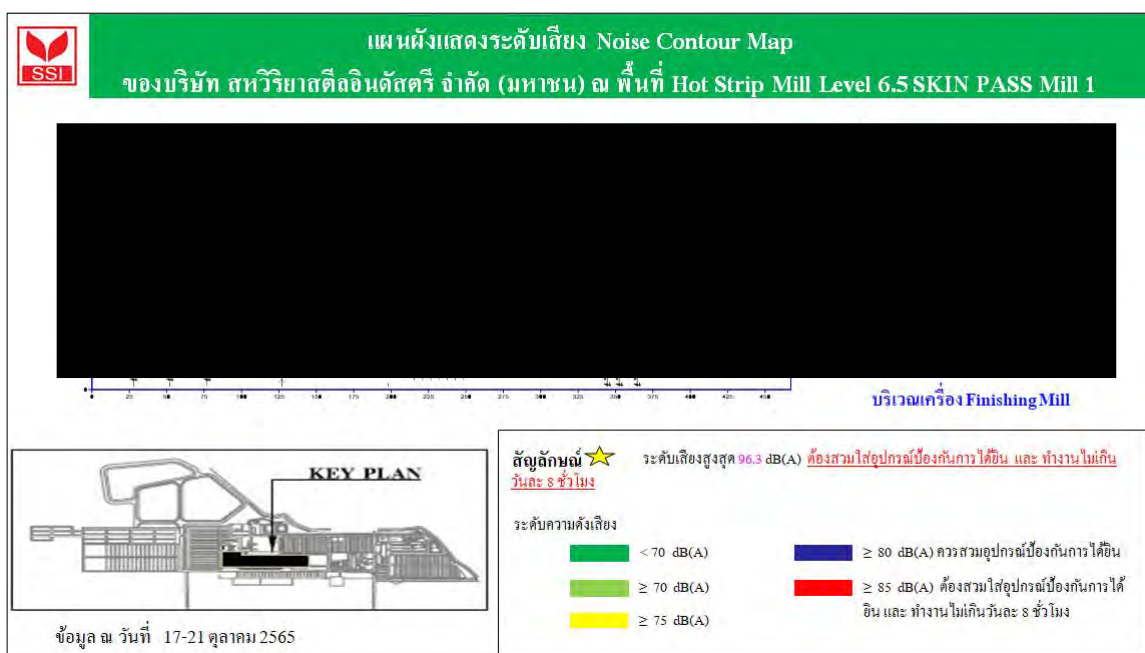 SSI
แผนผังแสดงระดับเสียง Noise Contour Map
ของบริษัท สหวิริยาสตีลอินดัสตรี จำกัด (มหาชน) ณ พื้นที่ Hot Strip Mill Level 6.5 SKIN PASS Mill 1
0 25 50 75 100 125 150 175 200 225 250 275 300 325 350 375 400 425 450
บริเวณเครื่อง Finishing Mill
KEY PLAN
ข้อมูล ณ วันที่ 17-21 ตุลาคม 2565
สัญลักษณ์ ระดับเสียงสูงสุด 96.3 dB(A) ต้องสวมใส่อุปกรณ์ป้องกันการได้ยิน และ ทำงานไม่เกิน
วันละ 8 ชั่วโมง
ระดับความดังเสียง
< 70 dB(A)
≥ 70 dB(A)
≥ 75 dB(A)
≥ 80 dB(A) ควรสวมอุปกรณ์ป้องกันการได้ยิน
≥ 85 dB(A) ต้องสวมใส่อุปกรณ์ป้องกันการได้
ยิน และ ทำงานไม่เกินวันละ 8 ชั่วโมง